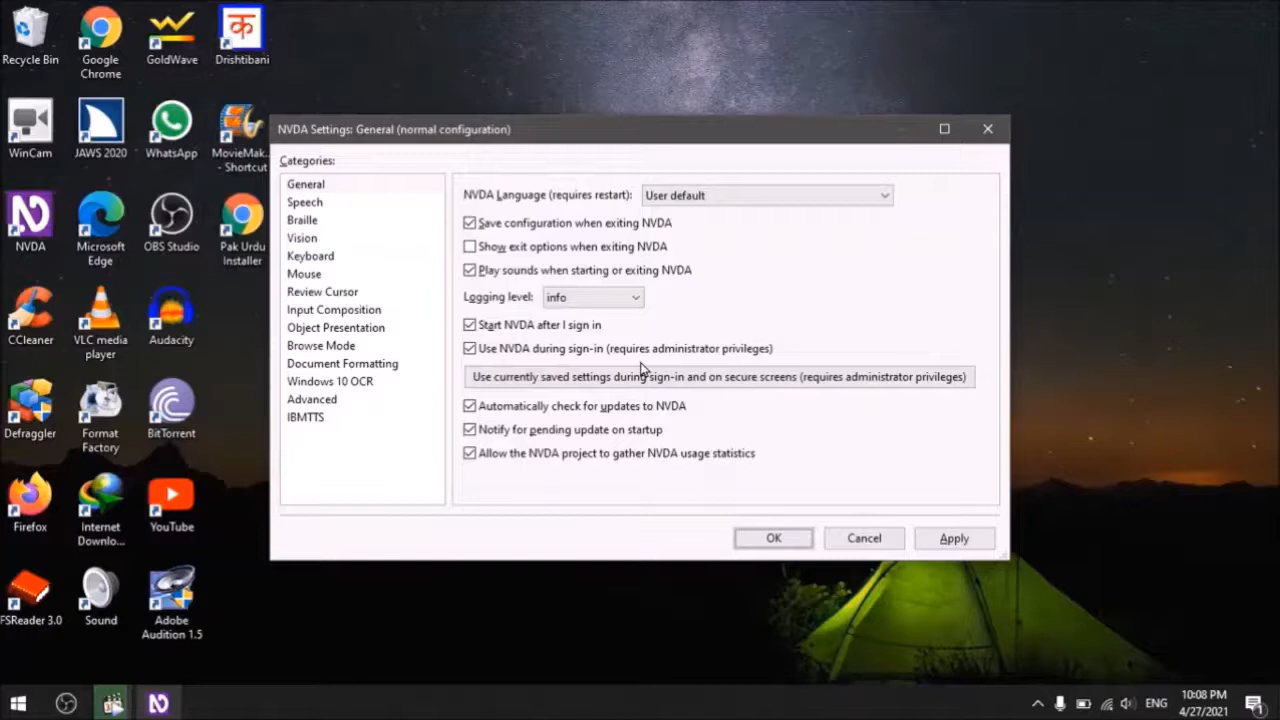 Recycle Bin
Google
Chrome
GoldWave
क
Drishtibani
WinCam
JAWS 2020
WhatsApp
MovieMak...
- Shortcut
NVDA
Microsoft
Edge
OBS Studio
Pak Urdu
Installer
CCleaner
VLC media
player
Audacity
Defraggler
Format
Factory
BitTorrent
Firefox
Internet
Downlo...
YouTube
FSReader 3.0
Sound
Adobe
Audition 1.5
NVDA Settings: General (normal configuration)
Categories:
General
Speech
Braille
Vision
Keyboard
Mouse
Review Cursor
Input Composition
Object Presentation
Browse Mode
Document Formatting
Windows 10 OCR
Advanced
IBMTTS
NVDA Language (requires restart): User default
Save configuration when exiting NVDA
Show exit options when exiting NVDA
Play sounds when starting or exiting NVDA
Logging level: info
Start NVDA after I sign in
Use NVDA during sign-in (requires administrator privileges)
Use currently saved settings during sign-in and on secure screens (requires administrator privileges)
Automatically check for updates to NVDA
Notify for pending update on startup
Allow the NVDA project to gather NVDA usage statistics
OK Cancel Apply
ENG
10:08 PM
4/27/2021
1